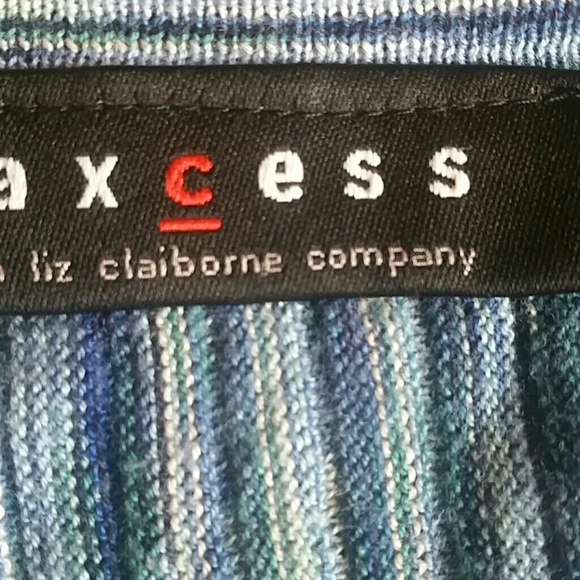 axcess
liz claiborne company